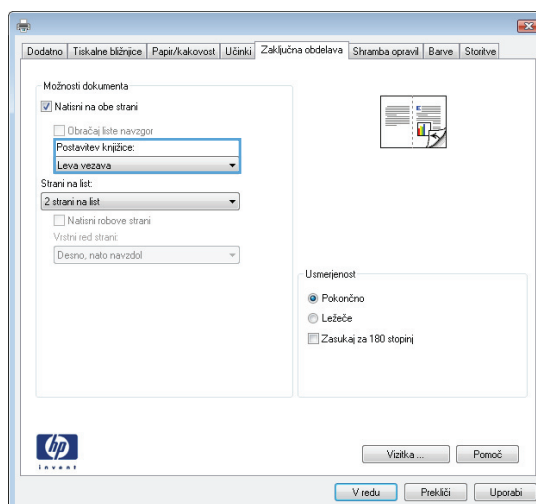 Dodatno Tiskalne bližnjice Papir/kakovost Učinki Zaključna obdelava Shramba opravil Barve Storitve
Možnosti dokumenta
Natisni na obe strani
Obračaj liste navzgor
Postavitev knjižice:
Leva vezava
Strani na list:
2 strani na list
Natisni robove strani
Vrstni red strani:
Desno, nato navzdol
Usmerjenost
Pokončno
Ležeče
Zasukaj za 180 stopinj
hp
invent
Vizitka ... Pomoč
V redu Prekliči Uporabi